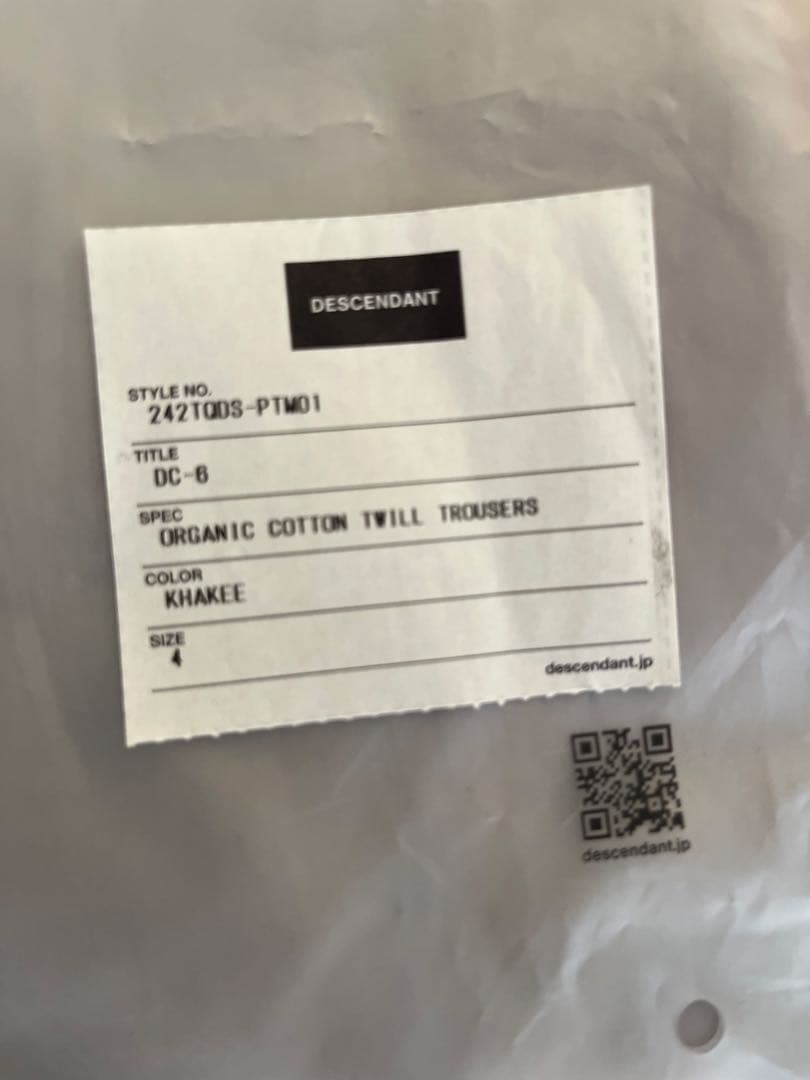 DESCENDANT
STYLE NO.
242TQDS-PTM01
TITLE
DC-6
SPEC
ORGANIC COTTON TWILL TROUSERS
COLOR
KHAKEE
SIZE
4
descendant.jp
descendant.jp